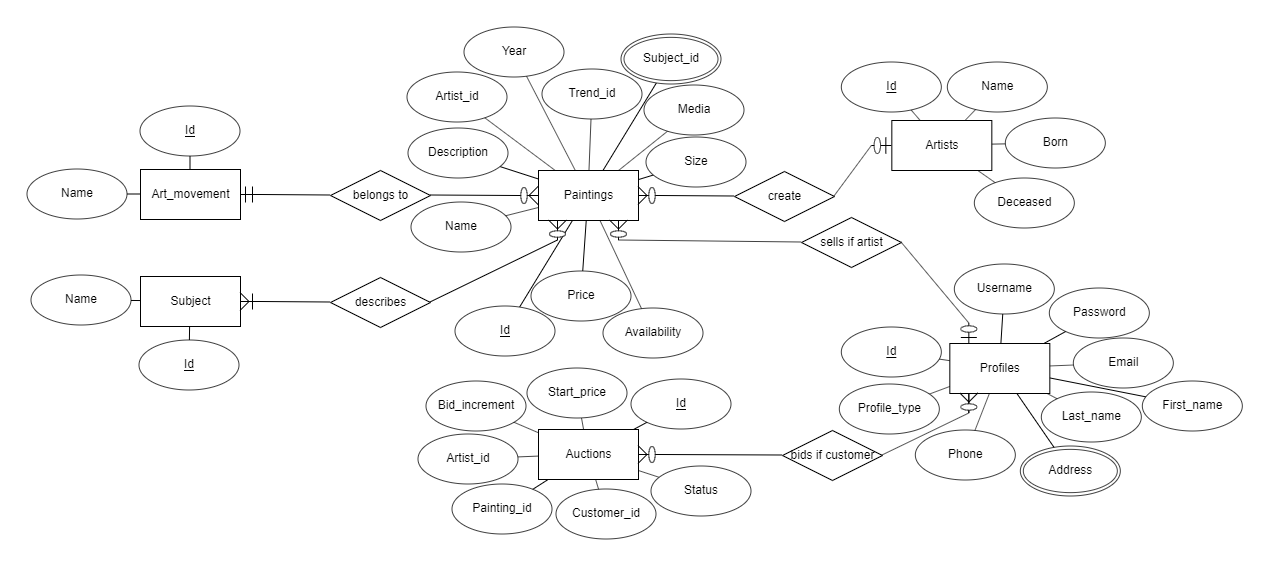 Year
Subject_id
Artist_id
Trend_id
Id
Name
Media
Id
Description
Size
Born
Artists
Name
Art_movement
belongs to
Paintings
create
Deceased
Name
sells if artist
Username
Name
Subject
describes
Price
Password
Id
Availability
Id
Email
Id
Profiles
Start_price
Bid_increment
Id
Profile_type
First_name
Last_name
Artist_id
Auctions
bids if customer
Phone
Address
Status
Painting_id
Customer_id